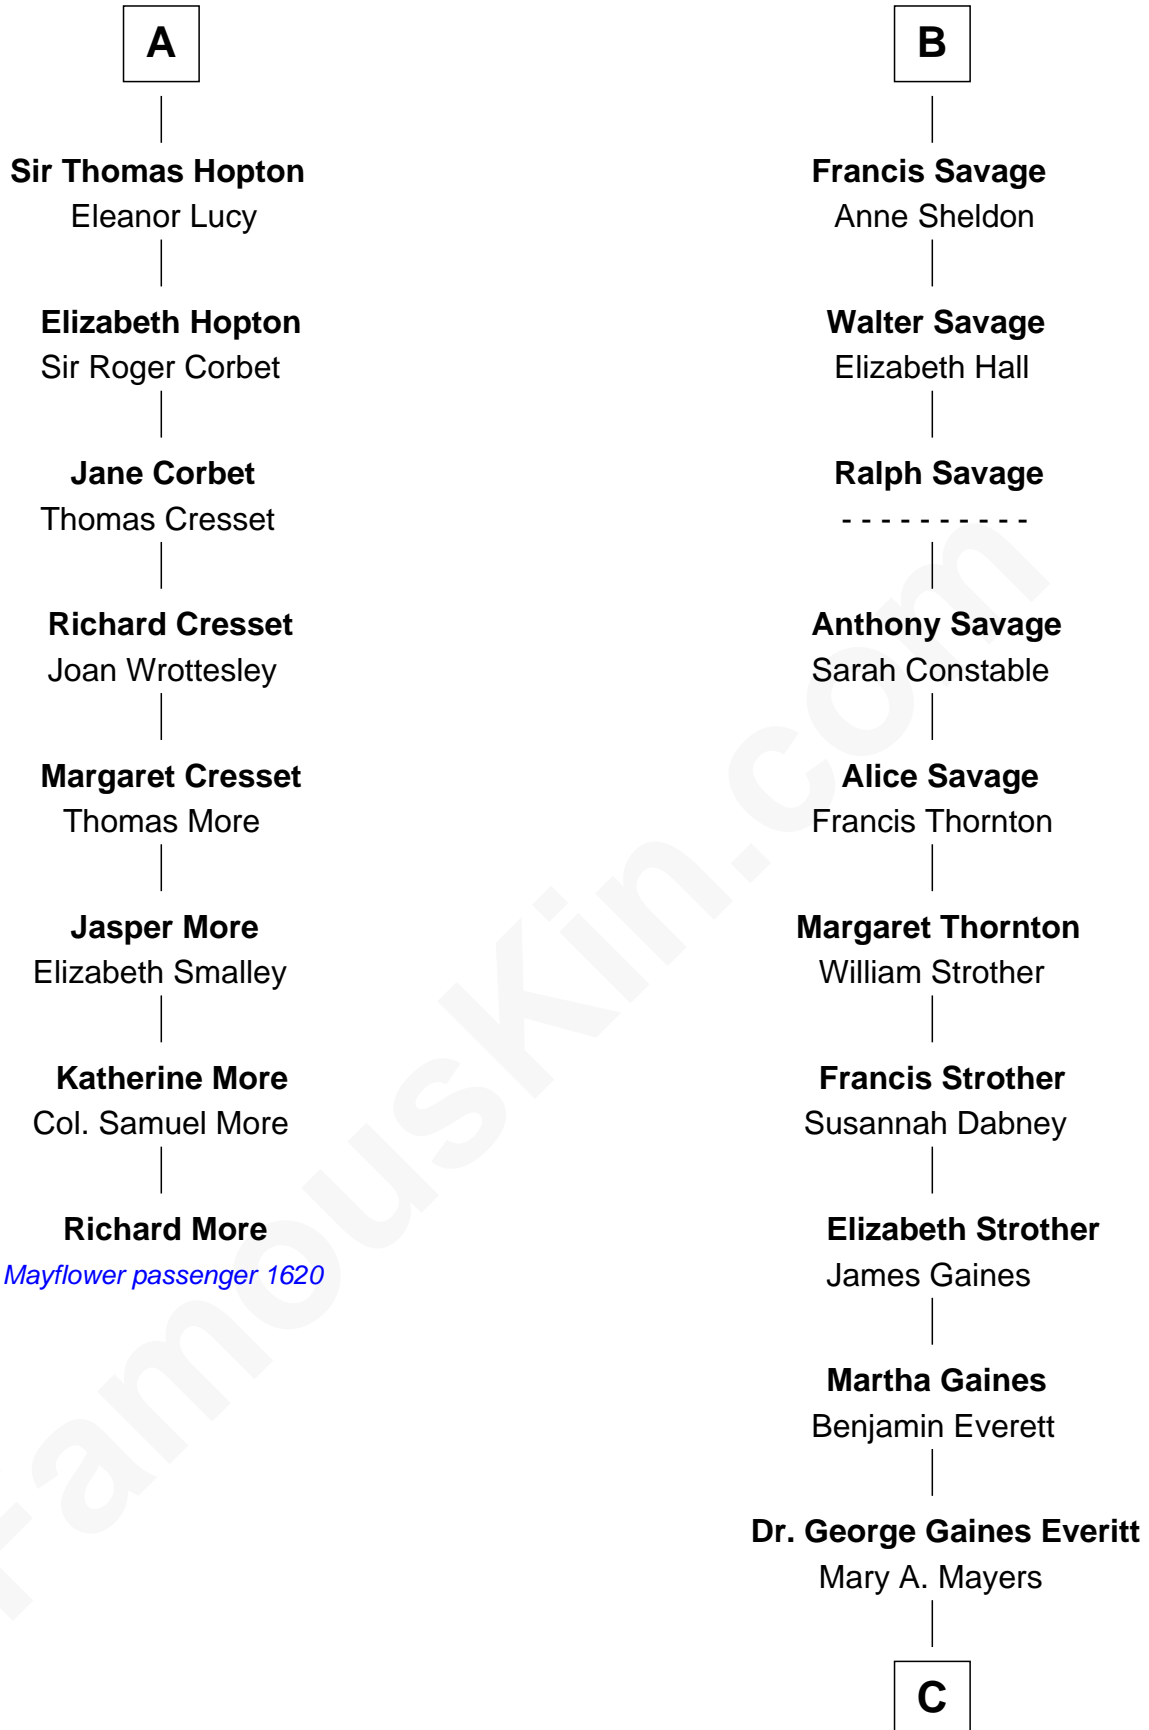 A
Sir Thomas Hopton
Eleanor Lucy
Elizabeth Hopton
Sir Roger Corbet
Jane Corbet
Thomas Cresset
Richard Cresset
Joan Wrottesley
Margaret Cresset
Thomas More
Jasper More
Elizabeth Smalley
Katherine More
Col. Samuel More
Richard More
Mayflower passenger 1620
B
Francis Savage
Anne Sheldon
Walter Savage
Elizabeth Hall
Ralph Savage
- - - - - - - - - -
Anthony Savage
Sarah Constable
Alice Savage
Francis Thornton
Margaret Thornton
William Strother
Francis Strother
Susannah Dabney
Elizabeth Strother
James Gaines
Martha Gaines
Benjamin Everett
Dr. George Gaines Everitt
Mary A. Mayers
C
FamousKin.com